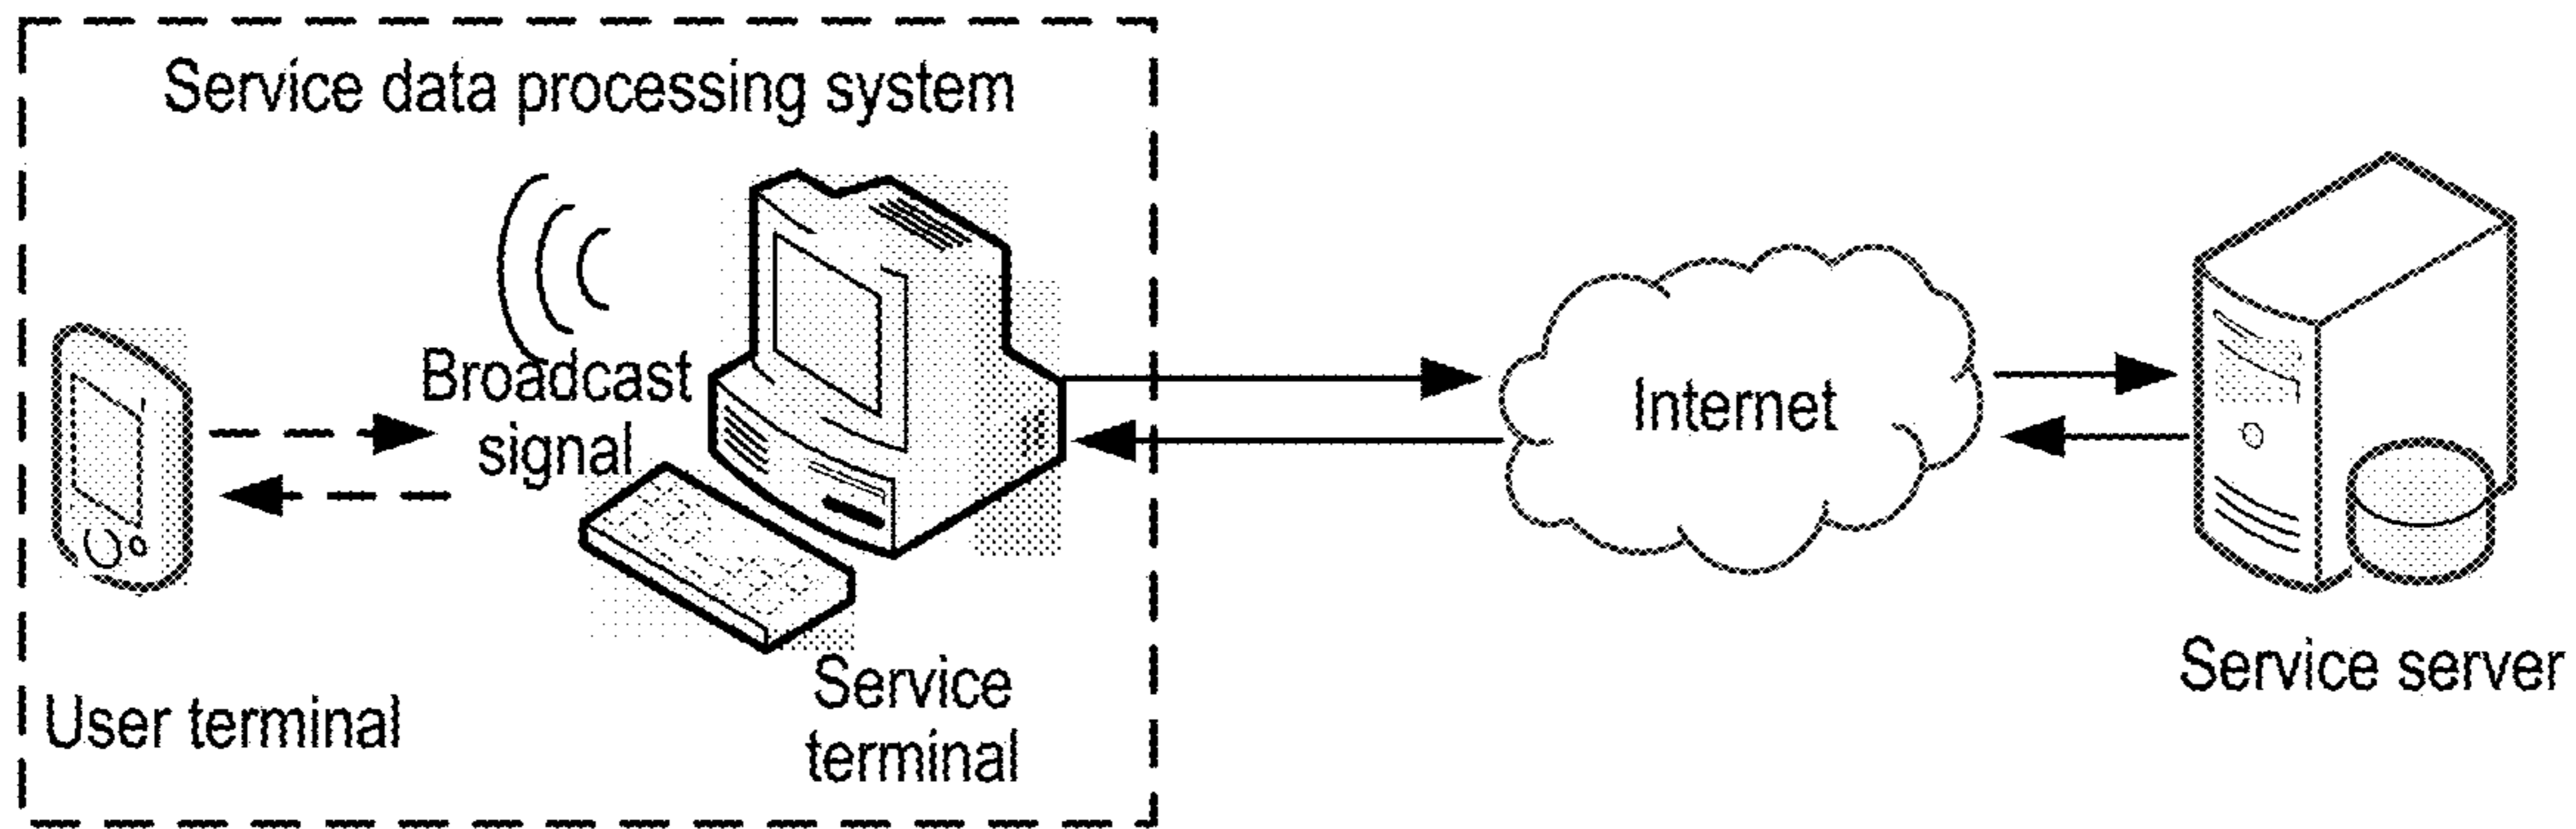 Service data processing system
Broadcast
signal
User terminal
Service
terminal
Internet
Service server